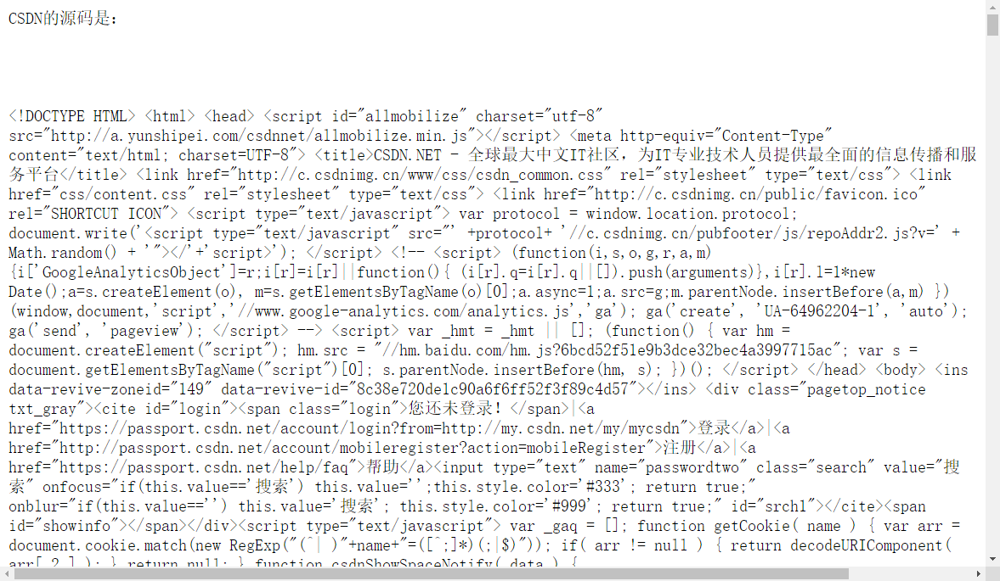 CSDN的源码是:
<!DOCTYPE HTML> <html> <head> <script id="allmobilize" charset="utf-8"
src="http://a.yunshipei.com/csdnnet/allmobilize.min.js"></script> <meta http-equiv="Content-Type"
content="text/html; charset=UTF-8"> <title>CSDN.NET - 全球最大中文IT社区，为IT专业技术人员提供最全面的信息传播和服
务平台</title> <link href="http://c.csdnimg.cn/www/css/csdn_common.css" rel="stylesheet" type="text/css"> <link
href="css/content.css" rel="stylesheet" type="text/css"> <link href="http://c.csdnimg.cn/public/favicon.ico"
rel="SHORTCUT ICON"> <script type="text/javascript"> var protocol = window.location.protocol;
document.write('<script type="text/javascript" src="' +protocol+ '//c.csdnimg.cn/pubfooter/js/repoAddr2.js?v=' +
Math.random() + '"></'+'script>'); </script> <!-- <script> (function(i,s,o,g,r,a,m)
{i['GoogleAnalyticsObject']=r;i[r]=i[r]||function(){ (i[r].q=i[r].q||[]).push(arguments)},i[r].l=1*new
Date();a=s.createElement(o), m=s.getElementsByTagName(o)[0];a.async=1;a.src=g;m.parentNode.insertBefore(a,m) })
(window,document,'script','//www.google-analytics.com/analytics.js','ga'); ga('create', 'UA-64962204-1', 'auto');
ga('send', 'pageview'); </script> --> <script> var _hmt = _hmt || []; (function() { var hm =
document.createElement("script"); hm.src = "//hm.baidu.com/hm.js?6bcd52f51e9b3dce32bec4a3997715ac"; var s =
document.getElementsByTagName("script")[0]; s.parentNode.insertBefore(hm, s); })(); </script> </head> <body> <ins
data-revive-zoneid="149" data-revive-id="8c38e720de1c90a6f6ff52f3f89c4d57"></ins> <div class="pagetop_notice
txt_gray"><cite id="login"><span class="login">您还未登录！</span>|<a
href="https://passport.csdn.net/account/login?from=http://my.csdn.net/my/mycsdn">登录</a>|<a
href="http://passport.csdn.net/account/mobileregister?action=mobileRegister">注册</a>|<a
href="https://passport.csdn.net/help/faq">帮助</a><input type="text" name="passwordtwo" class="search" value="搜
索" onfocus="if(this.value=='搜索') this.value='';this.style.color='#333'; return true;"
onblur="if(this.value=='') this.value='搜索'; this.style.color='#999'; return true;" id="srch1"></cite><span
id="showinfo"></span></div><script type="text/javascript"> var _gaq = []; function getCookie( name ) { var arr =
document.cookie.match(new RegExp("(^| )"+name+"=([^;]*)(;|$)")); if( arr != null ) { return decodeURIComponent(
arr[ 2 ] ); } return null; } function csdnShowSpaceNotify( data ) {